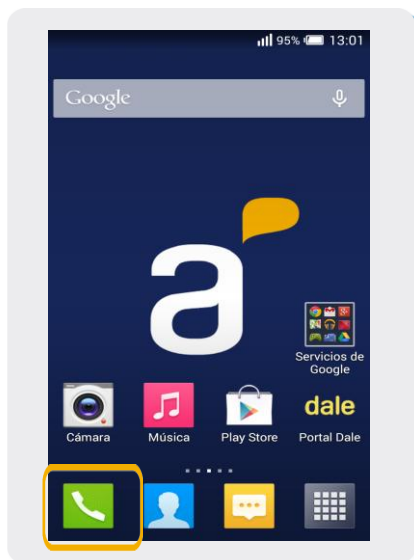 95% 13:01
Google
a
Servicios de
Google
dale
Cámara
Música
Play Store
Portal Dale